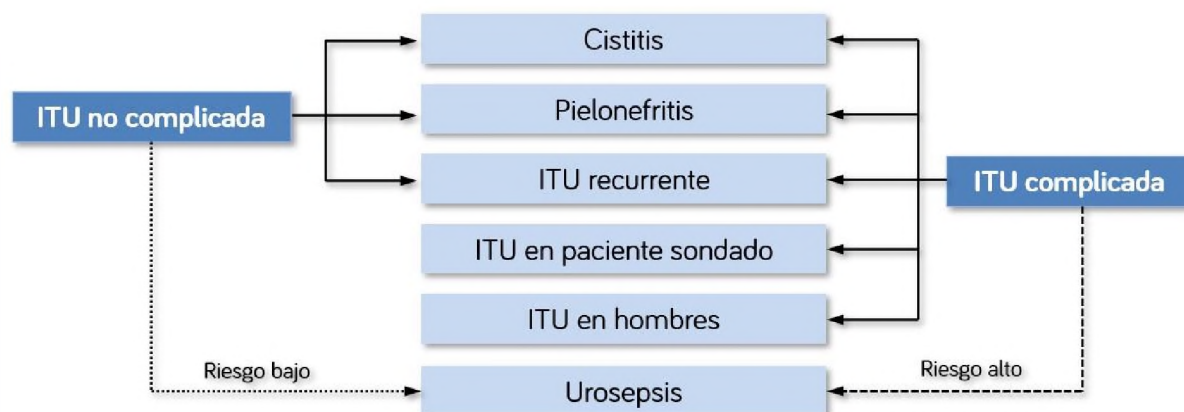 Cistitis
ITU no complicada
Pielonefritis
ITU recurrente
ITU complicada
ITU en paciente sondado
ITU en hombres
Riesgo bajo
Riesgo alto
Urosepsis